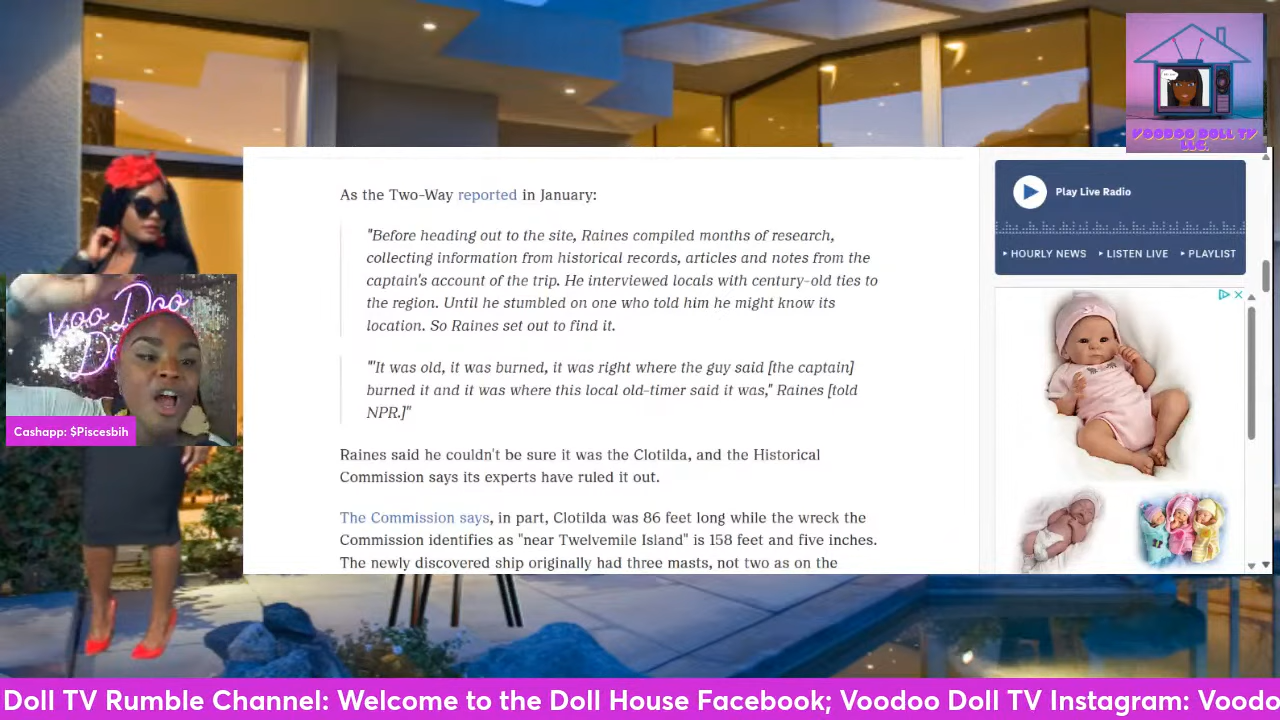 VOODOO DOLL TV
LLC.
As the Two-Way reported in January:
"Before heading out to the site, Raines compiled months of research,
collecting information from historical records, articles and notes from the
captain's account of the trip. He interviewed locals with century-old ties to
the region. Until he stumbled on one who told him he might know its
location. So Raines set out to find it.
"'It was old, it was burned, it was right where the guy said [the captain]
burned it and it was where this local old-timer said it was,'' Raines [told
NPR.]"
Raines said he couldn't be sure it was the Clotilda, and the Historical
Commission says its experts have ruled it out.
The Commission says, in part, Clotilda was 86 feet long while the wreck the
Commission identifies as "near Twelvemile Island" is 158 feet and five inches.
The newly discovered ship originally had three masts, not two as on the
Play Live Radio
HOURLY NEWS LISTEN LIVE PLAYLIST
Voo Doo
Cashapp: $Piscesbih
Doll TV Rumble Channel: Welcome to the Doll House Facebook; Voodoo Doll TV Instagram: Voodo